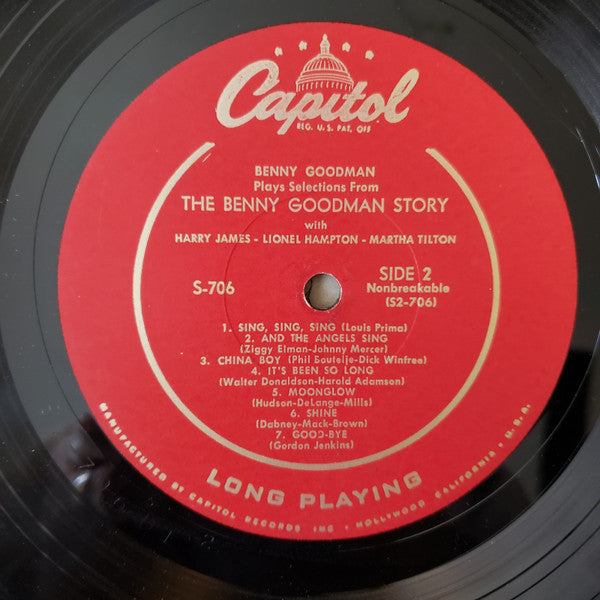 Capitol
REG. U.S. PAT. OFF.
BENNY GOODMAN
Plays Selections From
THE BENNY GOODMAN STORY
with
HARRY JAMES - LIONEL HAMPTON - MARTHA TILTON
S-706
SIDE 2
Nonbreakable
(S2-706)
1. SING, SING, SING (Louis Prima)
2. AND THE ANGELS SING
(Ziggy Elman-Johnny Mercer)
3. CHINA BOY (Phil Boutelje-Dick Winfree)
4. IT'S BEEN SO LONG
(Walter Donaldson-Harold Adamson)
5. MOONGLOW
(Hudson-DeLange-Mills)
6. SHINE
(Dabney-Mack-Brown)
7. GOOD-BYE
(Gordon Jenkins)
LONG PLAYING
MANUFACTURED BY CAPITOL RECORDS INC • HOLLYWOOD CALIFORNIA • U.S.A.